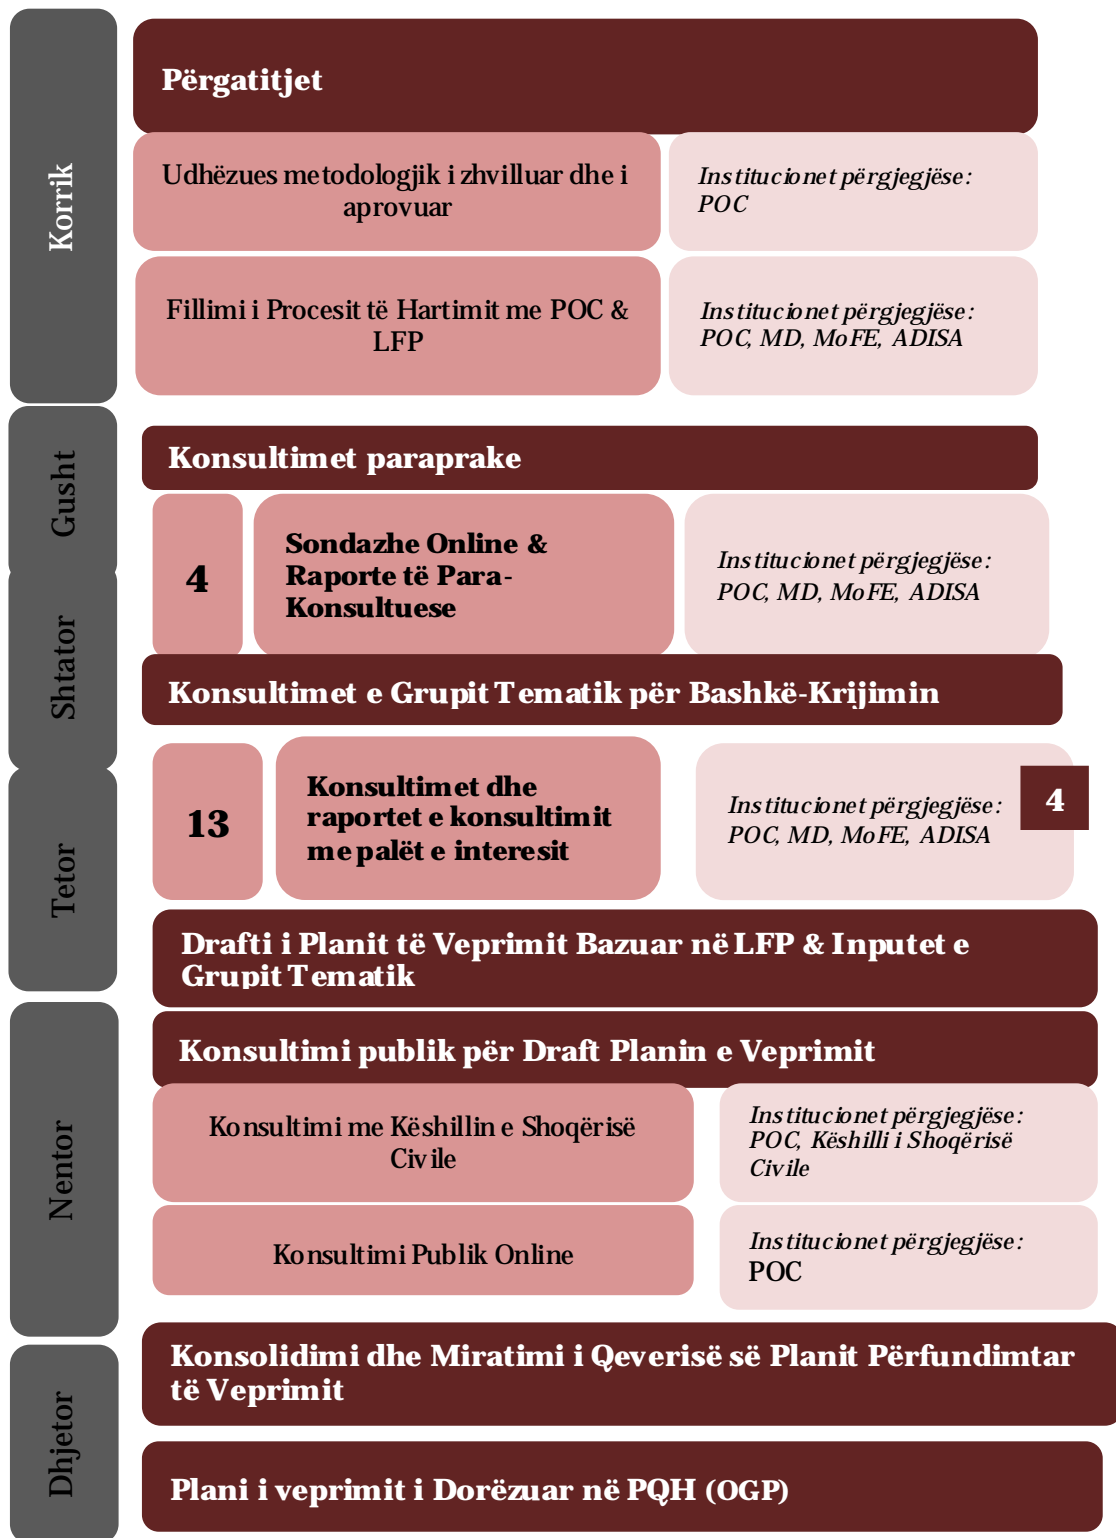 Korrik
Përgatitjet
Udhëzues metodologjik i zhvilluar dhe i
aprovuar
Institucionet përgjegjëse:
POC
Fillimi i Procesit të Hartimit me POC &
LFP
Institucionet përgjegjëse:
POC, MD, MoFE, ADISA
Gusht
Konsultimet paraprake
4
Sondazhe Online &
Raporte të Para-
Konsultuese
Institucionet përgjegjëse:
POC, MD, MoFE, ADISA
Shtator
Konsultimet e Grupit Tematik për Bashkë-Krijimin
Tetor
13
Konsultimet dhe
raportet e konsultimit
me palët e interesit
Institucionet përgjegjëse:
POC, MD, MoFE, ADISA
4
Drafti i Planit të Veprimit Bazuar në LFP & Inputet e
Grupit Tematik
Nentor
Konsultimi publik për Draft Planin e Veprimit
Konsultimi me Këshillin e Shoqërisë
Civile
Institucionet përgjegjëse:
POC, Këshilli i Shoqërisë
Civile
Konsultimi Publik Online
Institucionet përgjegjëse:
POC
Dhjetor
Konsolidimi dhe Miratimi i Qeverisë së Planit Përfundimtar
të Veprimit
Plani i veprimit i Dorëzuar në PQH (OGP)